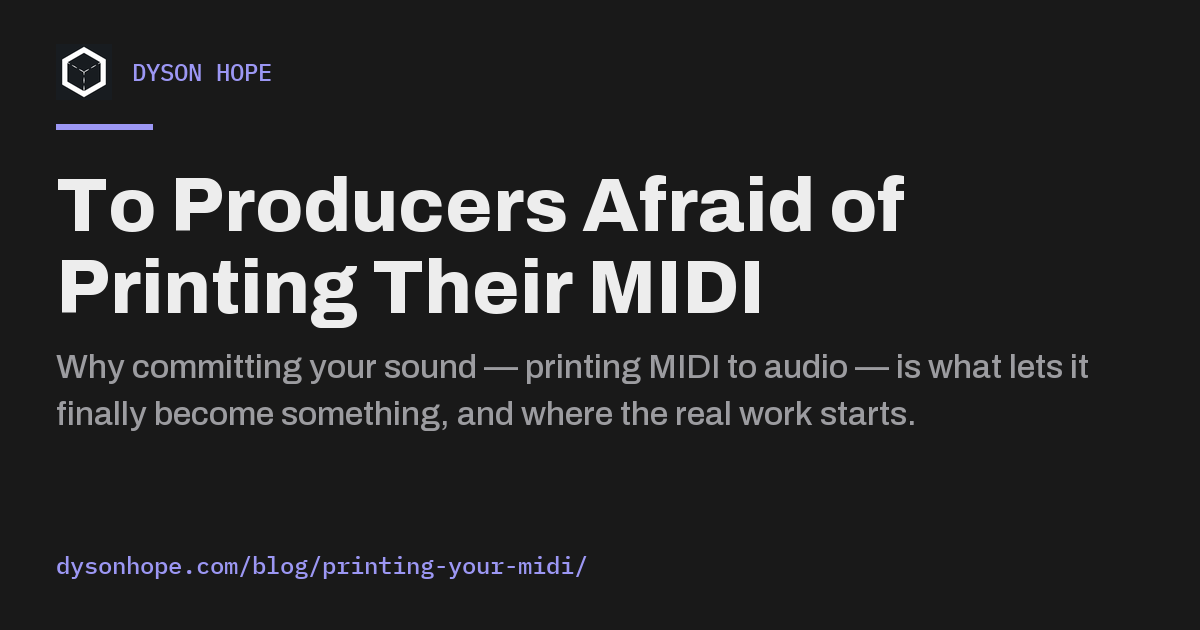 DYSON HOPE
To Producers Afraid of
Printing Their MIDI
Why committing your sound — printing MIDI to audio — is what lets it
finally become something, and where the real work starts.
dysonhope.com/blog/printing-your-midi/